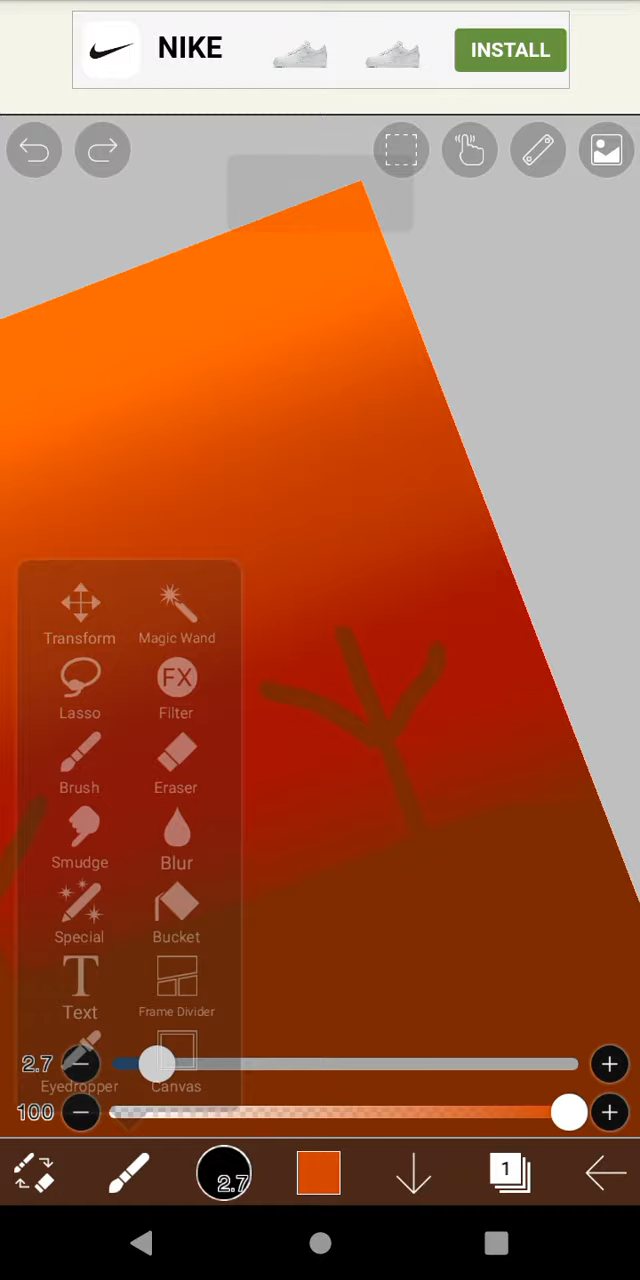 NIKE
INSTALL
Transform Magic Wand
FX
Lasso Filter
Brush Eraser
Smudge Blur
Special Bucket
T
Text Frame Divider
2.7
Eyedropper Canvas
100
2.7
1